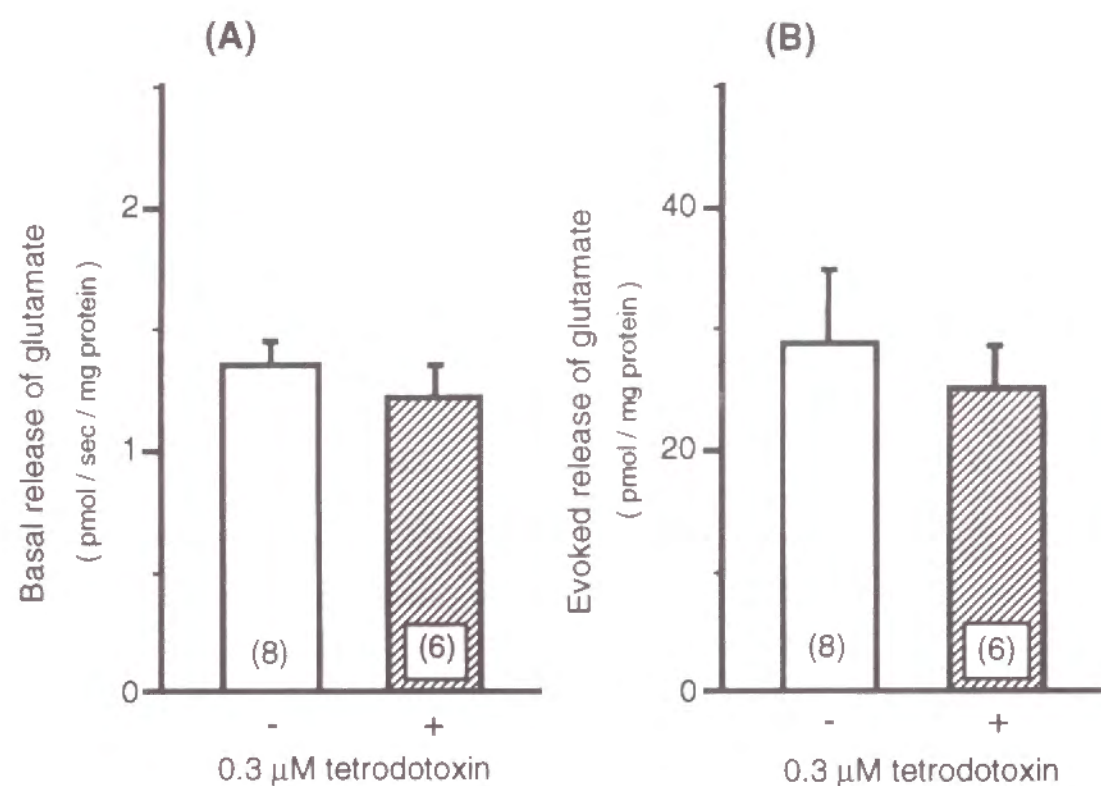 (A)
Basal release of glutamate
( pmol / sec / mg protein )
2
1
0
(8)
(6)
-
+
0.3 μM tetrodotoxin
(B)
Evoked release of glutamate
( pmol / mg protein )
40
20
0
(8)
(6)
-
+
0.3 μM tetrodotoxin